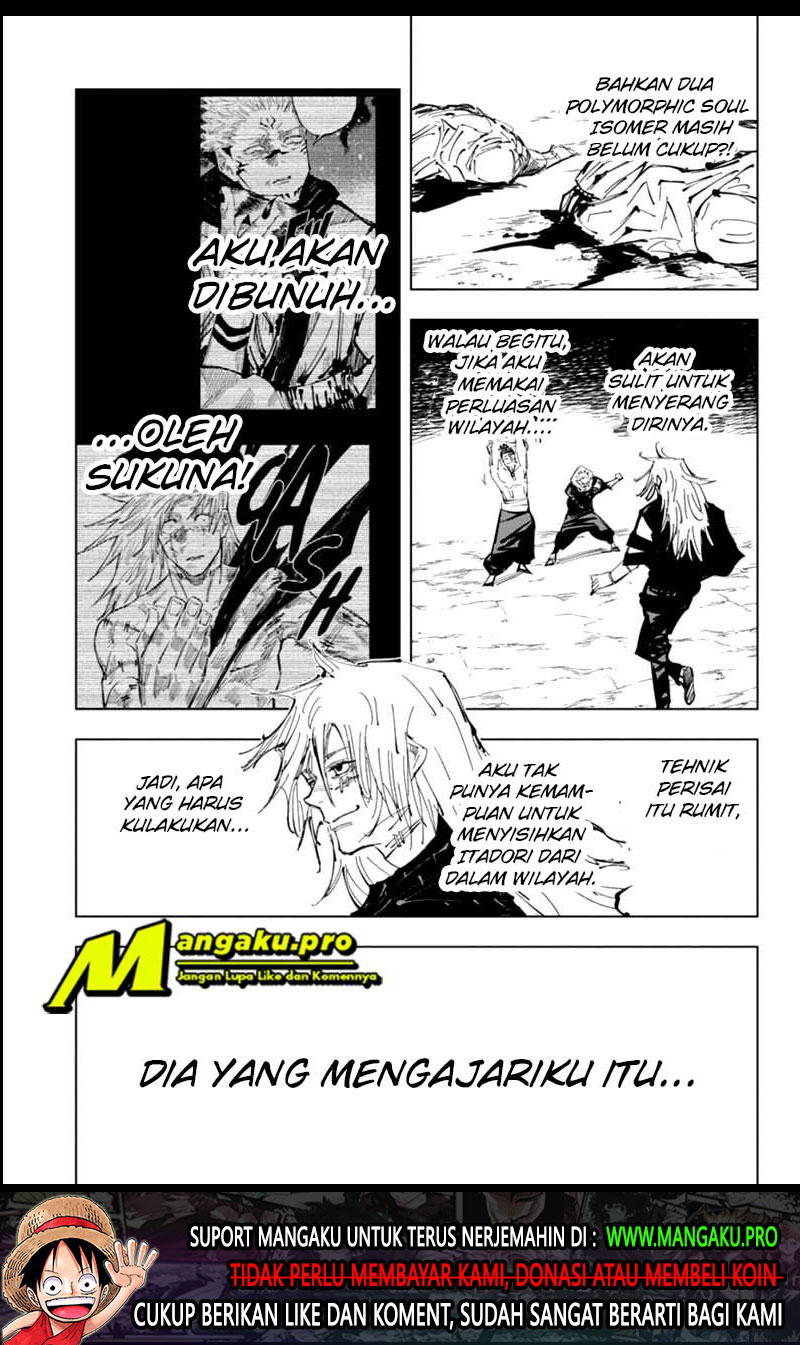 BAHKAN DUA
POLYMORPHIC SOUL
ISOMER MASIH
BELUM CUKUP?!
AKAN
SULIT UNTUK
MENYERANG
DIRINYA.
WALAU BEGITU,
JIKA AKU
MEMAKAI
PERLUASAN
WILAYAH....
AKU AKAN
DIBUNUH...
...OLEH
SUKUNA!
GASH
TEHNIK
PERISAI
ITU RUMIT,
AKU TAK
PUNYA KEMAM-
PUAN UNTUK
MENYISIHKAN
ITADORI DARI
DALAM WILAYAH.
JADI, APA
YANG HARUS
KULAKUKAN...
Mangaku.pro
Jangan Lupa Like dan Komennya
DIA YANG MENGAJARIKU ITU...
SUPORT MANGAKU UNTUK TERUS NERJEMAHIN DI : WWW.MANGAKU.PRO
TIDAK PERLU MEMBAYAR KAMI, DONASI ATAU MEMBELI KOIN
CUKUP BERIKAN LIKE DAN KOMENT, SUDAH SANGAT BERARTI BAGI KAMI